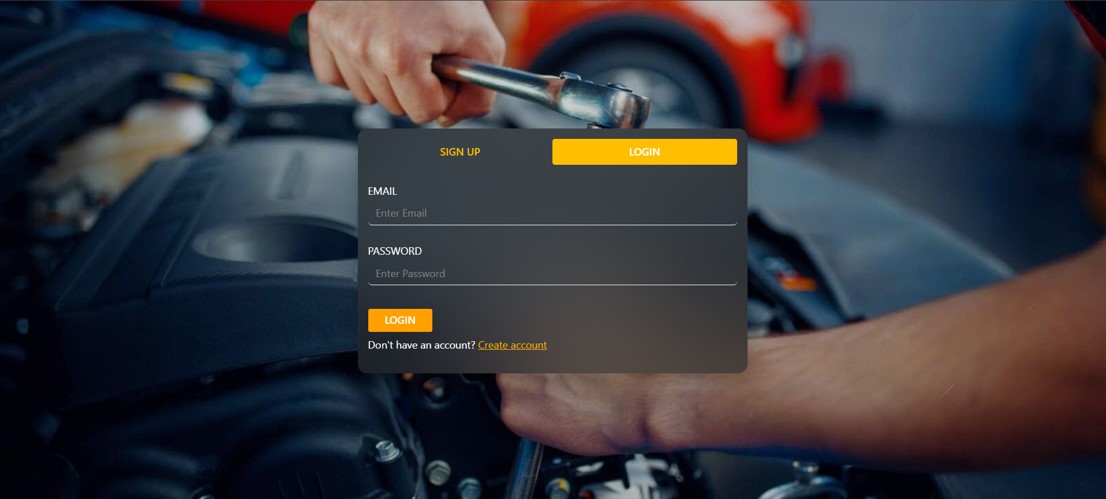 SIGN UP LOGIN
EMAIL
Enter Email
PASSWORD
Enter Password
LOGIN
Don't have an account? Create account